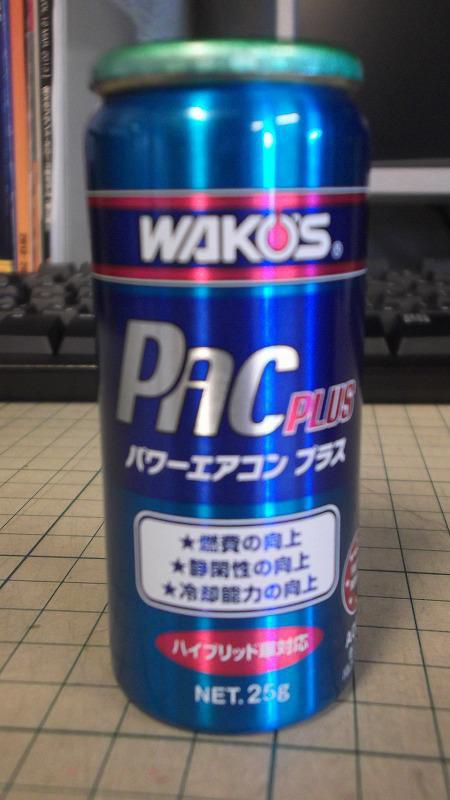 WAKO'S®
PAC PLUS
パワーエアコン プラス
★燃費の向上
★静閑性の向上
★冷却能力の向上
ハイブリッド車対応
NET. 25g